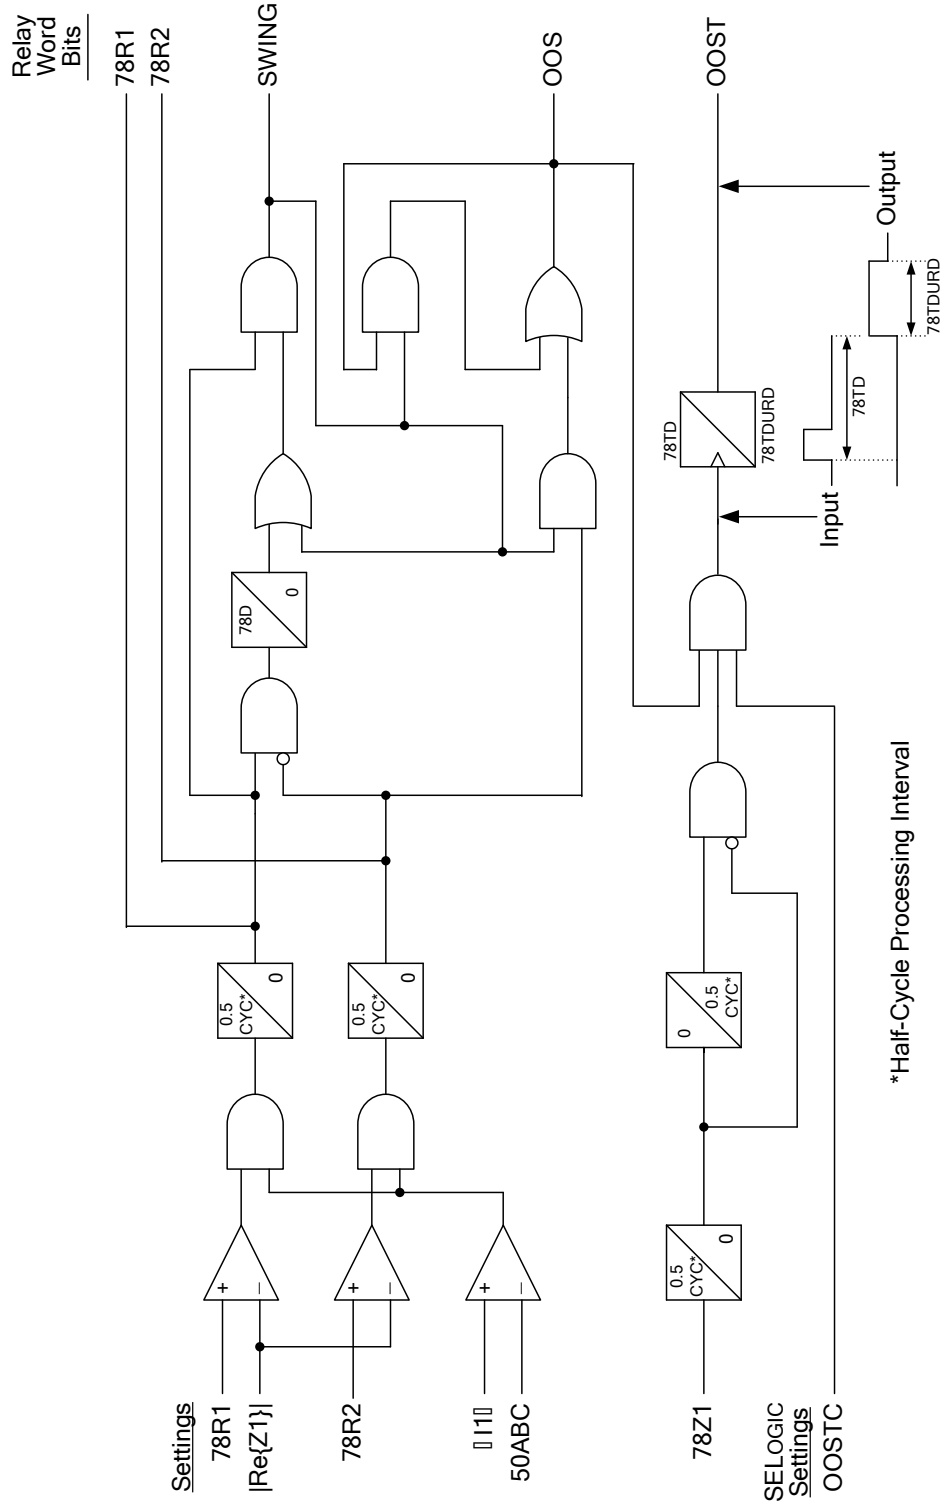 Relay
Word
Bits
Settings
78R1
78R1
0.5
CYC*
0
78D
0
SWING
|Re{Z1}|
78R2
78R2
0.5
CYC*
0
▯ I1▯
50ABC
OOS
+
–
+
–
+
–
78Z1
0.5
CYC*
0
0
0.5
CYC*
78TD
78TDURD
OOST
SELOGIC
Settings
OOSTC
Input
78TD
78TDURD
Output
*Half-Cycle Processing Interval